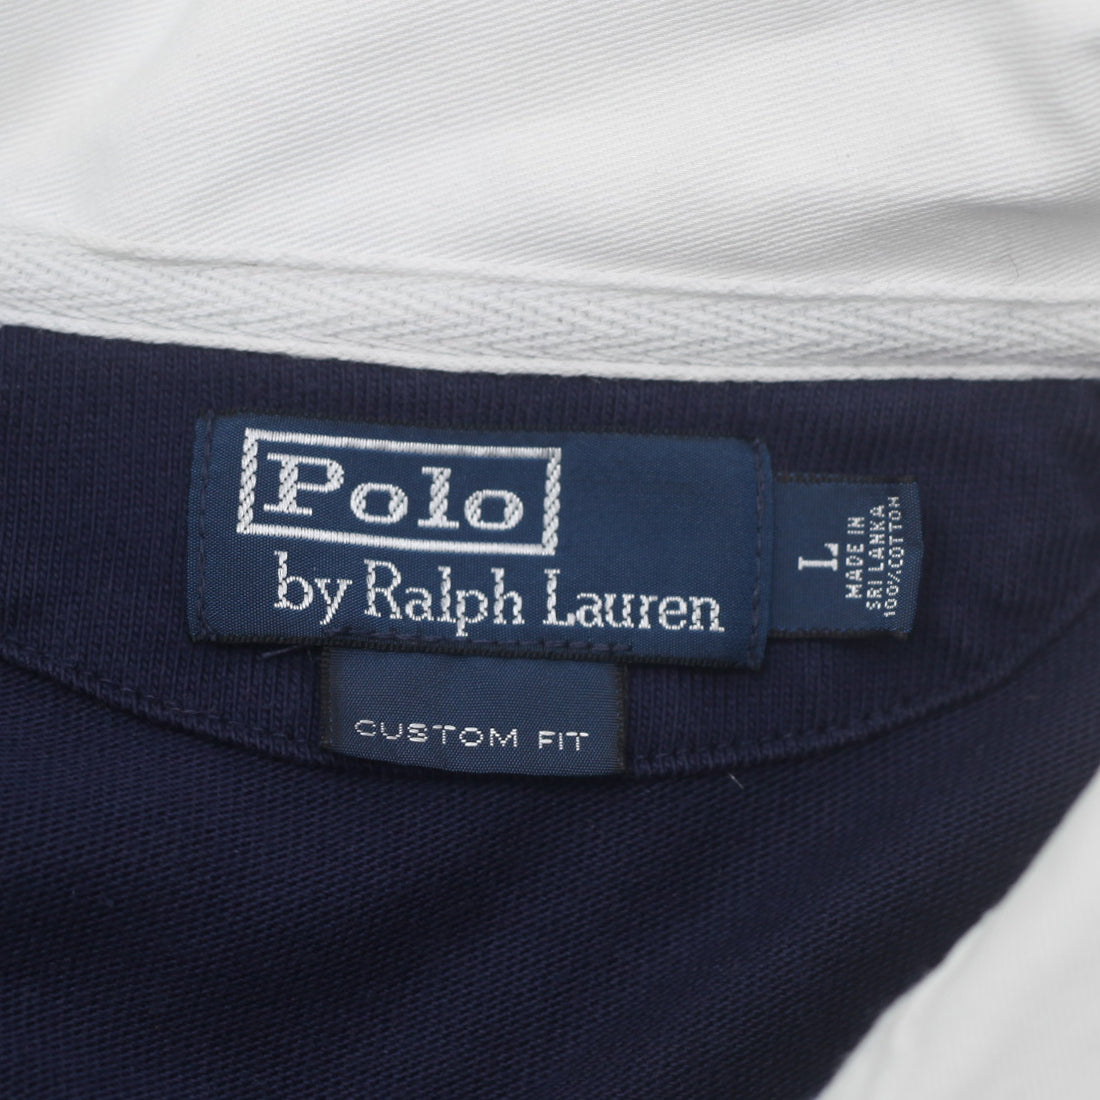 Polo
by Ralph Lauren
L
MADE IN
SRI LANKA
100% COTTON
CUSTOM FIT